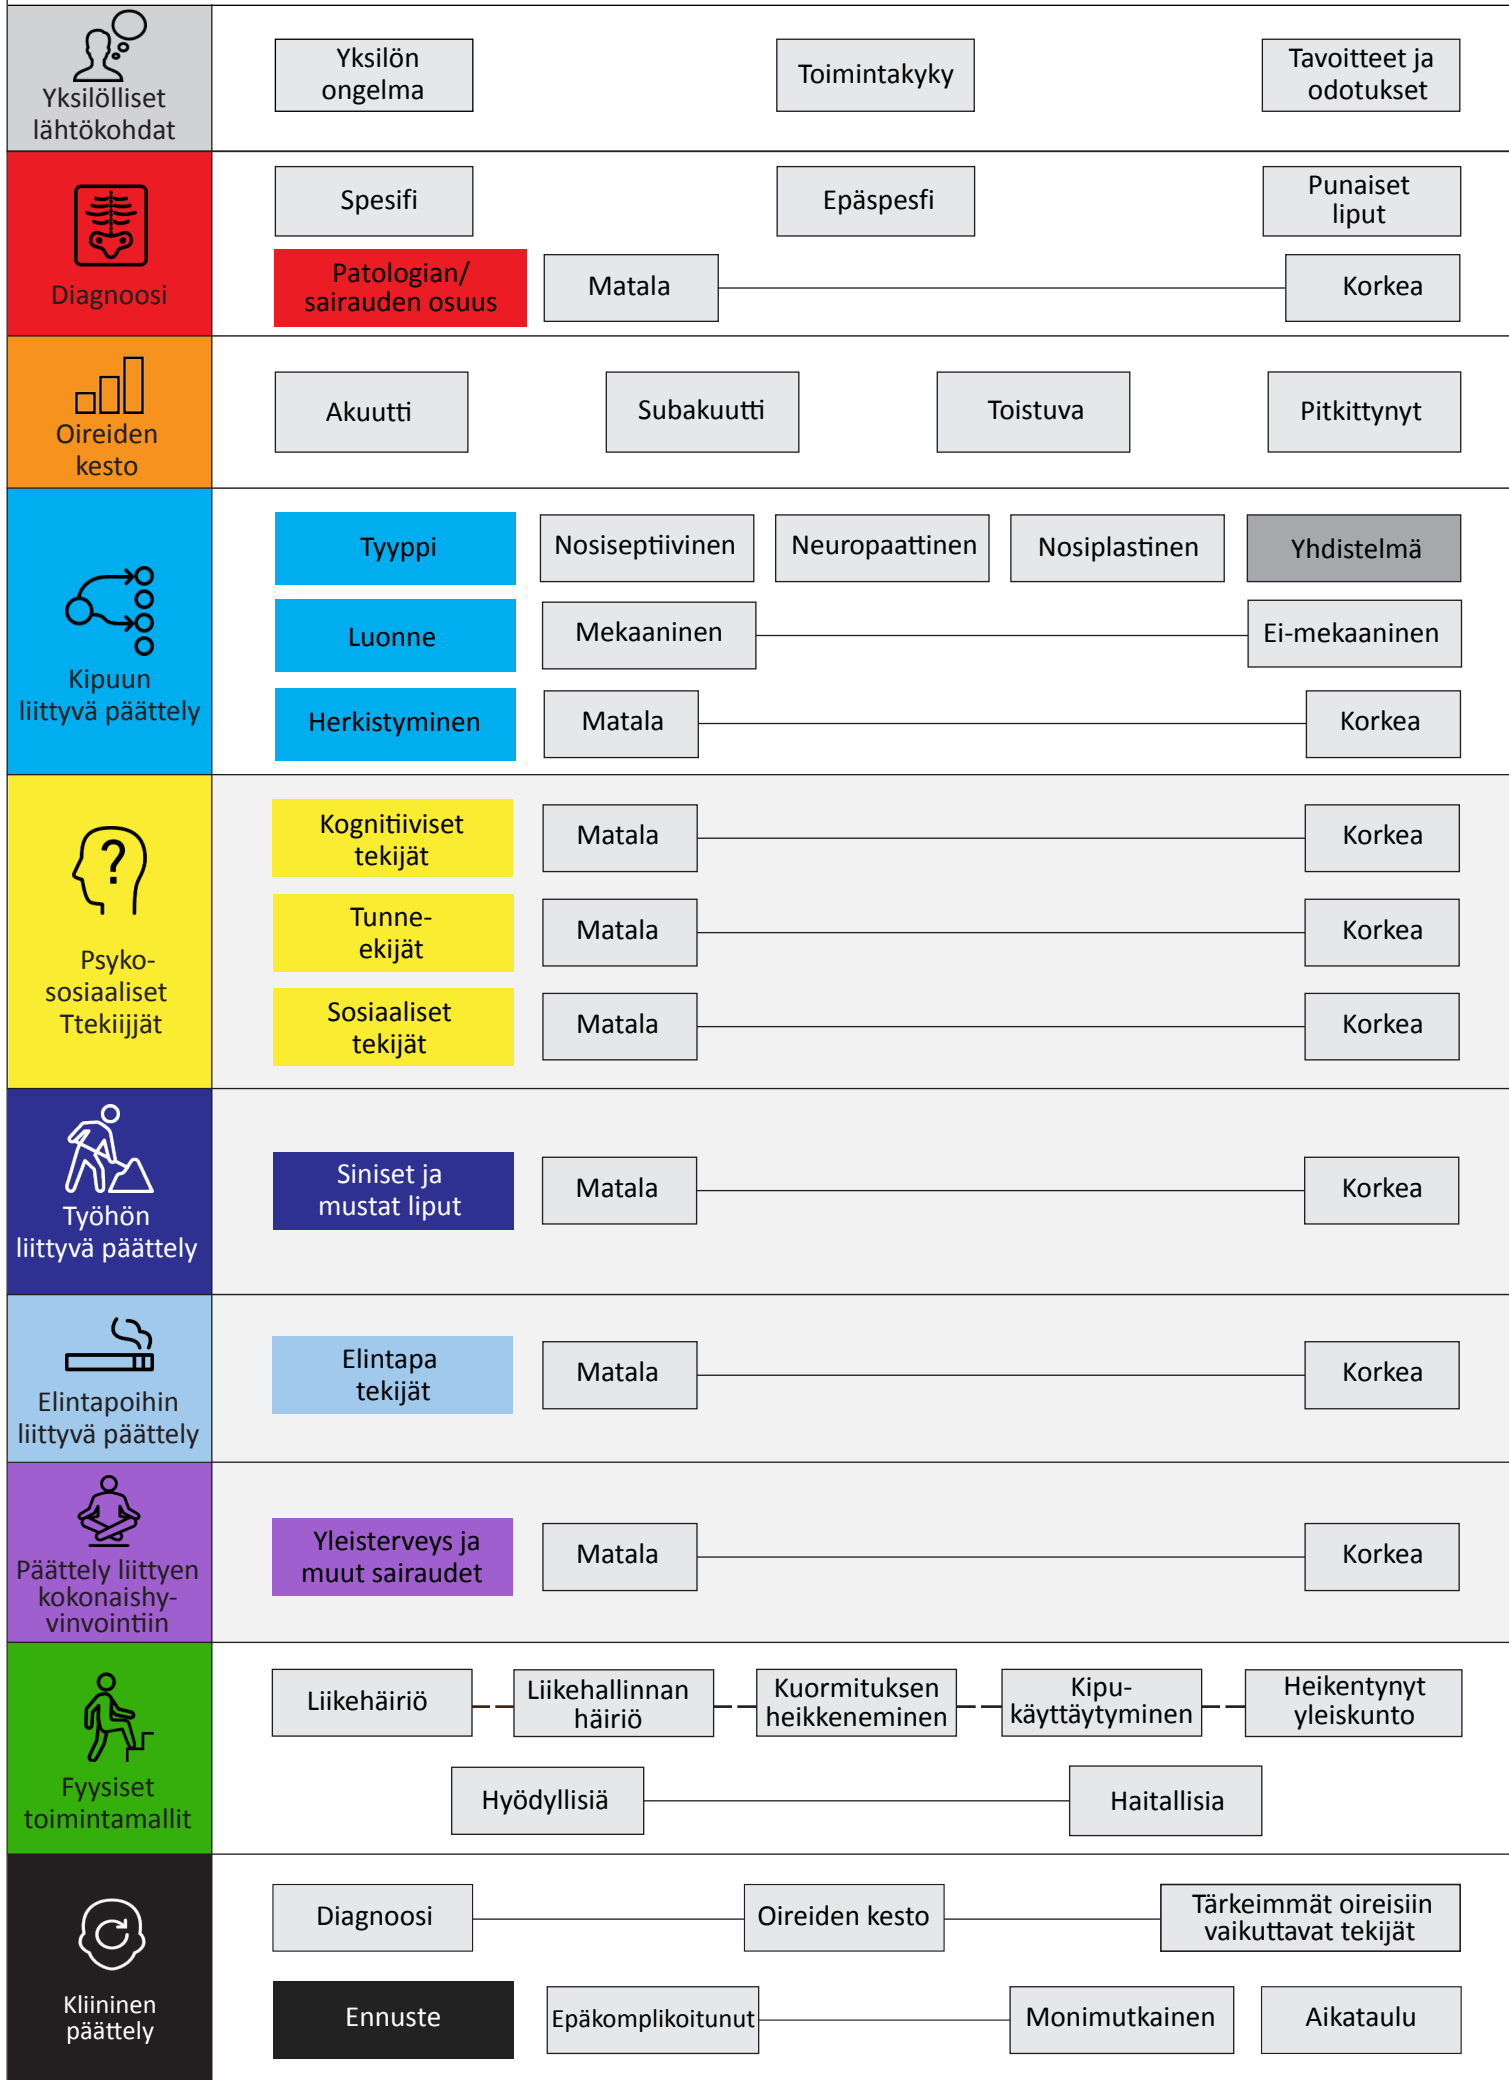 Yksilölliset
lähtökohdat
Yksilön
ongelma
Toimintakyky
Tavoitteet ja
odotukset
Diagnoosi
Spesifi
Epäspesfi
Punaiset
liput
Patologian/
sairauden osuus
Matala
Korkea
Oireiden
kesto
Akuutti
Subakuutti
Toistuva
Pitkittynyt
Kipuun
liittyvä päättely
Tyyppi
Nosiseptiivinen
Neuropaattinen
Nosiplastinen
Yhdistelmä
Luonne
Mekaaninen
Ei-mekaaninen
Herkistyminen
Matala
Korkea
?
Psyko-
sosiaaliset
Ttekiijjät
Kognitiiviset
tekijät
Matala
Korkea
Tunne-
ekijät
Matala
Korkea
Sosiaaliset
tekijät
Matala
Korkea
Työhön
liittyvä päättely
Siniset ja
mustat liput
Matala
Korkea
Elintapoihin
liittyvä päättely
Elintapa
tekijät
Matala
Korkea
Päättely liittyen
kokonaishy-
vinvointiin
Yleisterveys ja
muut sairaudet
Matala
Korkea
Fyysiset
toimintamallit
Liikehäiriö
Liikehallinnan
häiriö
Kuormituksen
heikkeneminen
Kipu-
käyttäytyminen
Heikentynyt
yleiskunto
Hyödyllisiä
Haitallisia
Kliininen
päättely
Diagnoosi
Oireiden kesto
Tärkeimmät oireisiin
vaikuttavat tekijät
Ennuste
Epäkomplikoitunut
Monimutkainen
Aikataulu